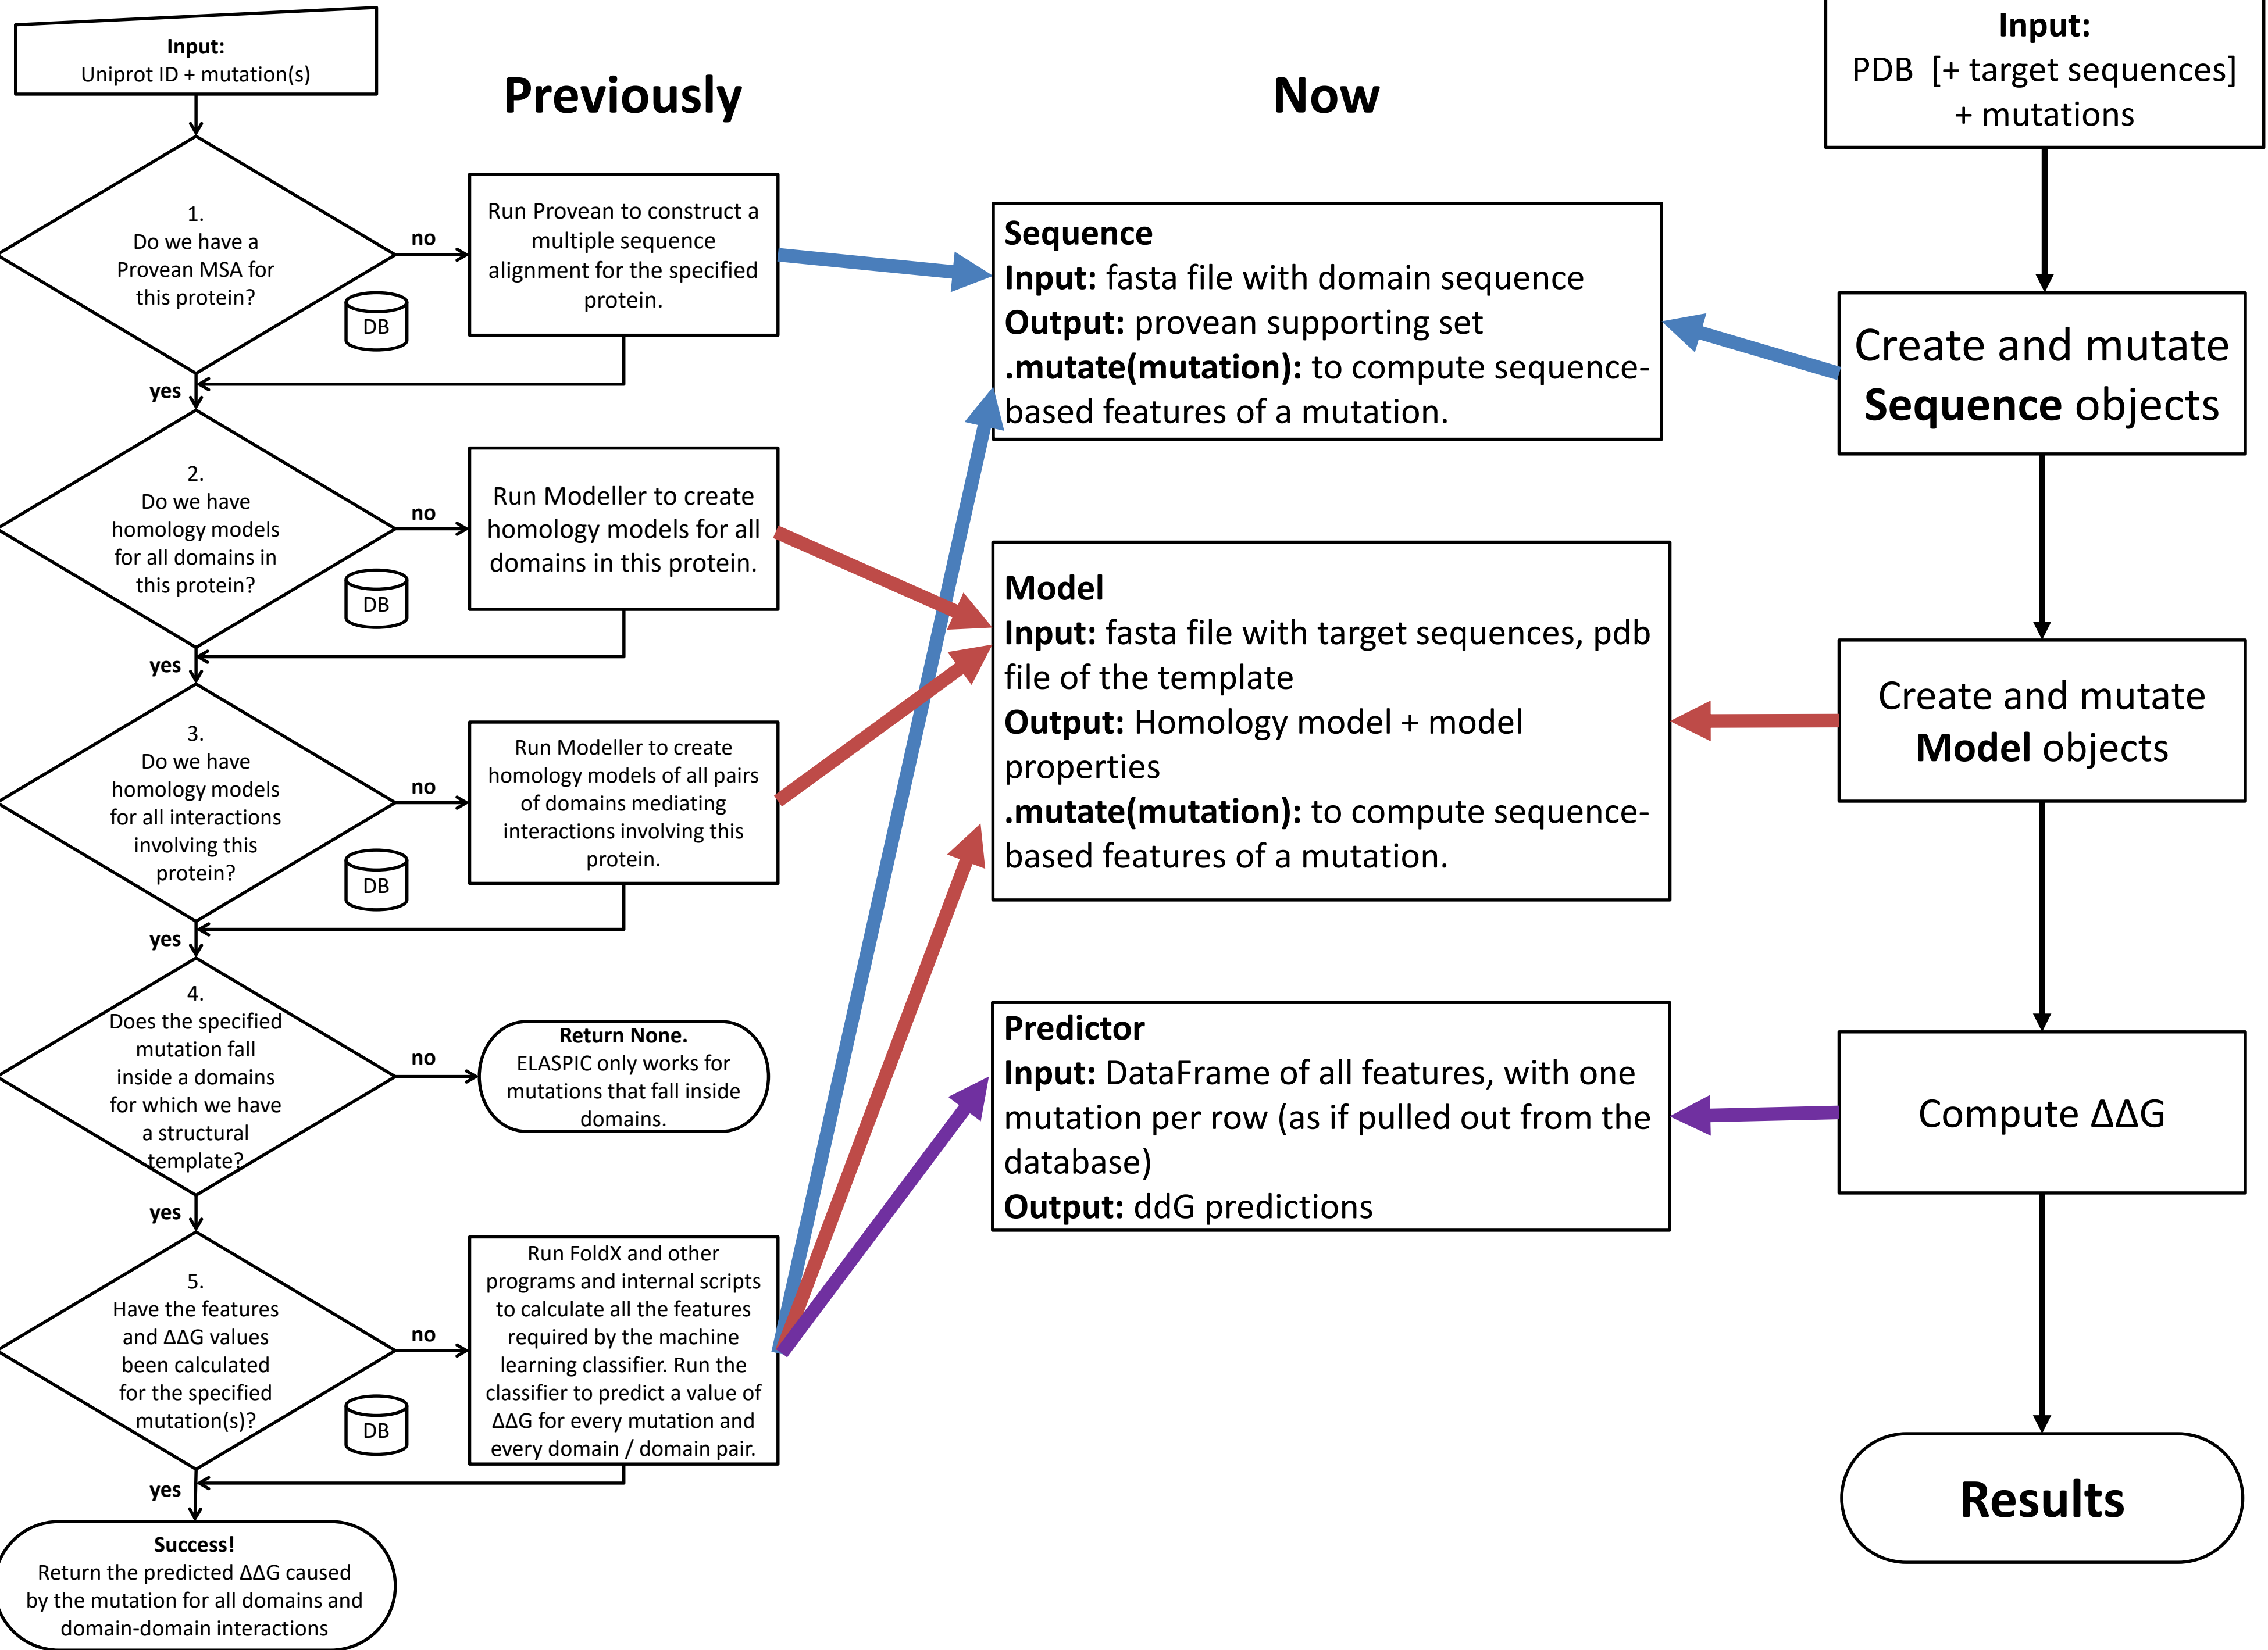 Input:
Uniprot ID + mutation(s)
Previously
Now
Input:
PDB  [+ target sequences]
+ mutations
1.
Do we have a
Provean MSA for
this protein?
no
DB
yes
Run Provean to construct a
multiple sequence
alignment for the specified
protein.
2.
Do we have
homology models
for all domains in
this protein?
no
DB
yes
Run Modeller to create
homology models for all
domains in this protein.
3.
Do we have
homology models
for all interactions
involving this
protein?
no
DB
yes
Run Modeller to create
homology models of all pairs
of domains mediating
interactions involving this
protein.
4.
Does the specified
mutation fall
inside a domains
for which we have
a structural
template?
no
yes
Return None.
ELASPIC only works for
mutations that fall inside
domains.
5.
Have the features
and ΔΔG values
been calculated
for the specified
mutation(s)?
no
DB
yes
Run FoldX and other
programs and internal scripts
to calculate all the features
required by the machine
learning classifier. Run the
classifier to predict a value of
ΔΔG for every mutation and
every domain / domain pair.
Success!
Return the predicted ΔΔG caused
by the mutation for all domains and
domain-domain interactions
Sequence
Input: fasta file with domain sequence
Output: provean supporting set
.mutate(mutation): to compute sequence-
based features of a mutation.
Model
Input: fasta file with target sequences, pdb
file of the template
Output: Homology model + model
properties
.mutate(mutation): to compute sequence-
based features of a mutation.
Predictor
Input: DataFrame of all features, with one
mutation per row (as if pulled out from the
database)
Output: ddG predictions
Create and mutate
Sequence objects
Create and mutate
Model objects
Compute ΔΔG
Results